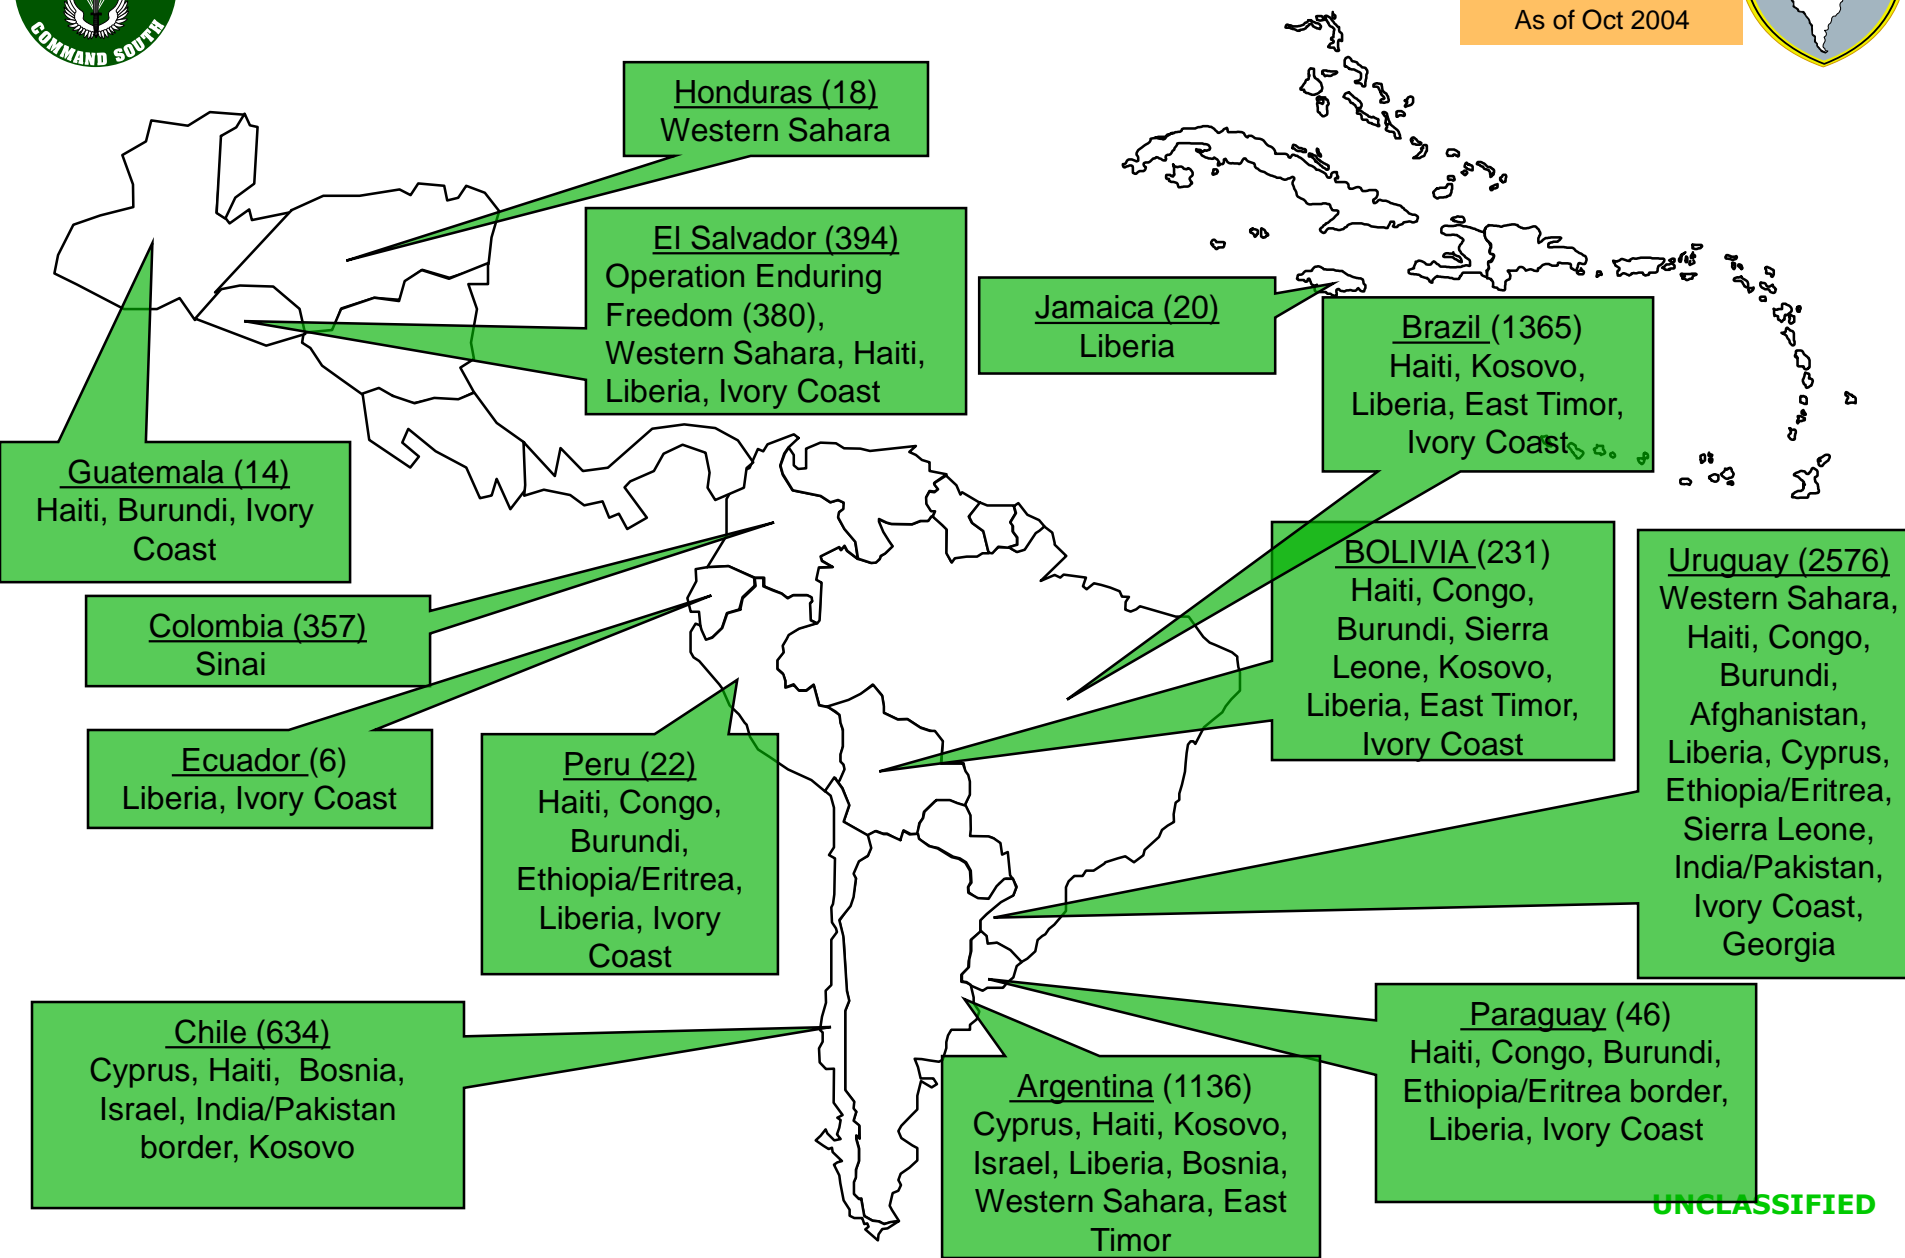 COMMAND SOUTH
As of Oct 2004
Honduras (18)
Western Sahara
El Salvador (394)
Operation Enduring
Freedom (380),
Western Sahara, Haiti,
Liberia, Ivory Coast
Jamaica (20)
Liberia
Brazil (1365)
Haiti, Kosovo,
Liberia, East Timor,
Ivory Coast
Guatemala (14)
Haiti, Burundi, Ivory
Coast
Colombia (357)
Sinai
Ecuador (6)
Liberia, Ivory Coast
Peru (22)
Haiti, Congo,
Burundi,
Ethiopia/Eritrea,
Liberia, Ivory
Coast
BOLIVIA (231)
Haiti, Congo,
Burundi, Sierra
Leone, Kosovo,
Liberia, East Timor,
Ivory Coast
Uruguay (2576)
Western Sahara,
Haiti, Congo,
Burundi,
Afghanistan,
Liberia, Cyprus,
Ethiopia/Eritrea,
Sierra Leone,
India/Pakistan,
Ivory Coast,
Georgia
Chile (634)
Cyprus, Haiti, Bosnia,
Israel, India/Pakistan
border, Kosovo
Argentina (1136)
Cyprus, Haiti, Kosovo,
Israel, Liberia, Bosnia,
Western Sahara, East
Timor
Paraguay (46)
Haiti, Congo, Burundi,
Ethiopia/Eritrea border,
Liberia, Ivory Coast
UNCLASSIFIED